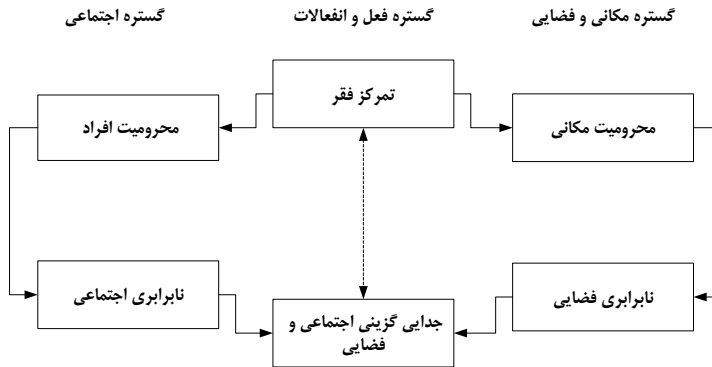 گستره مکانی و فضایی
گستره فعل و انفعالات
گستره اجتماعی
تمرکز فقر
محرومیت مکانی
محرومیت افراد
نابرابری فضایی
نابرابری اجتماعی
جدایی گزینی اجتماعی و
فضایی